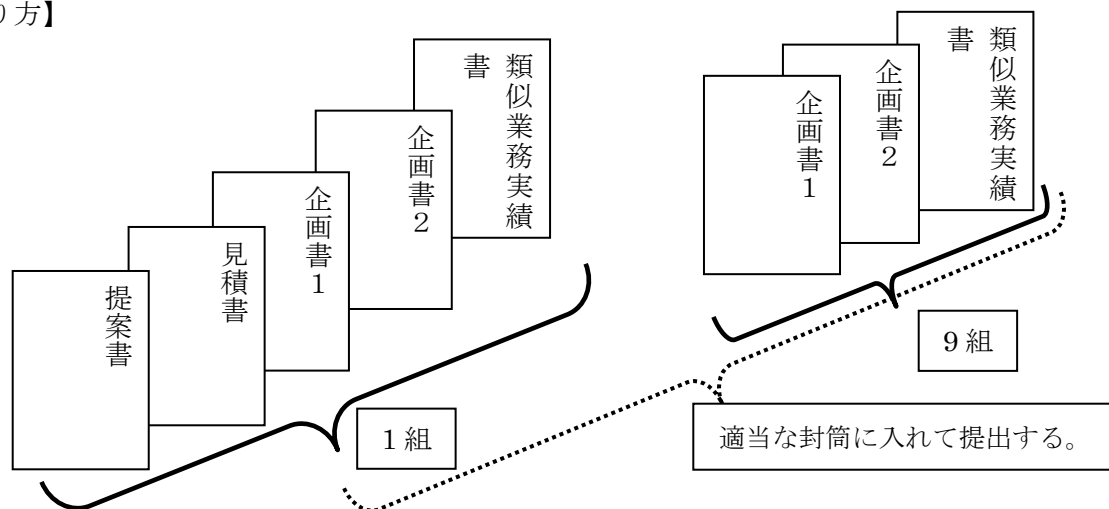 り方】
提案書
見積書
企画書1
企画書2
類似業務実績
書
1組
企画書1
企画書2
類似業務実績
書
9組
適当な封筒に入れて提出する。